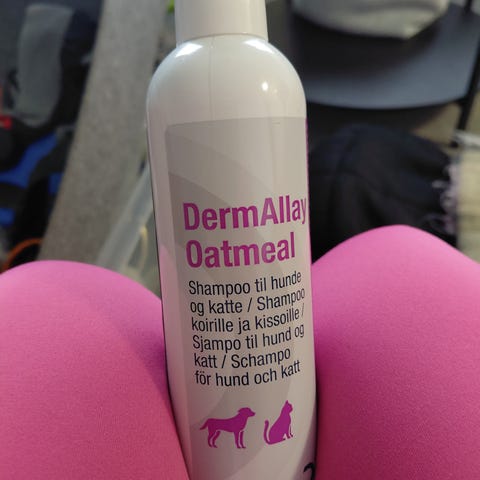 DermAllay
Oatmeal
Shampoo til hunde
og katte / Shampoo
koirille ja kissoille /
Sjampo til hund og
katt / Schampo
för hund och katt